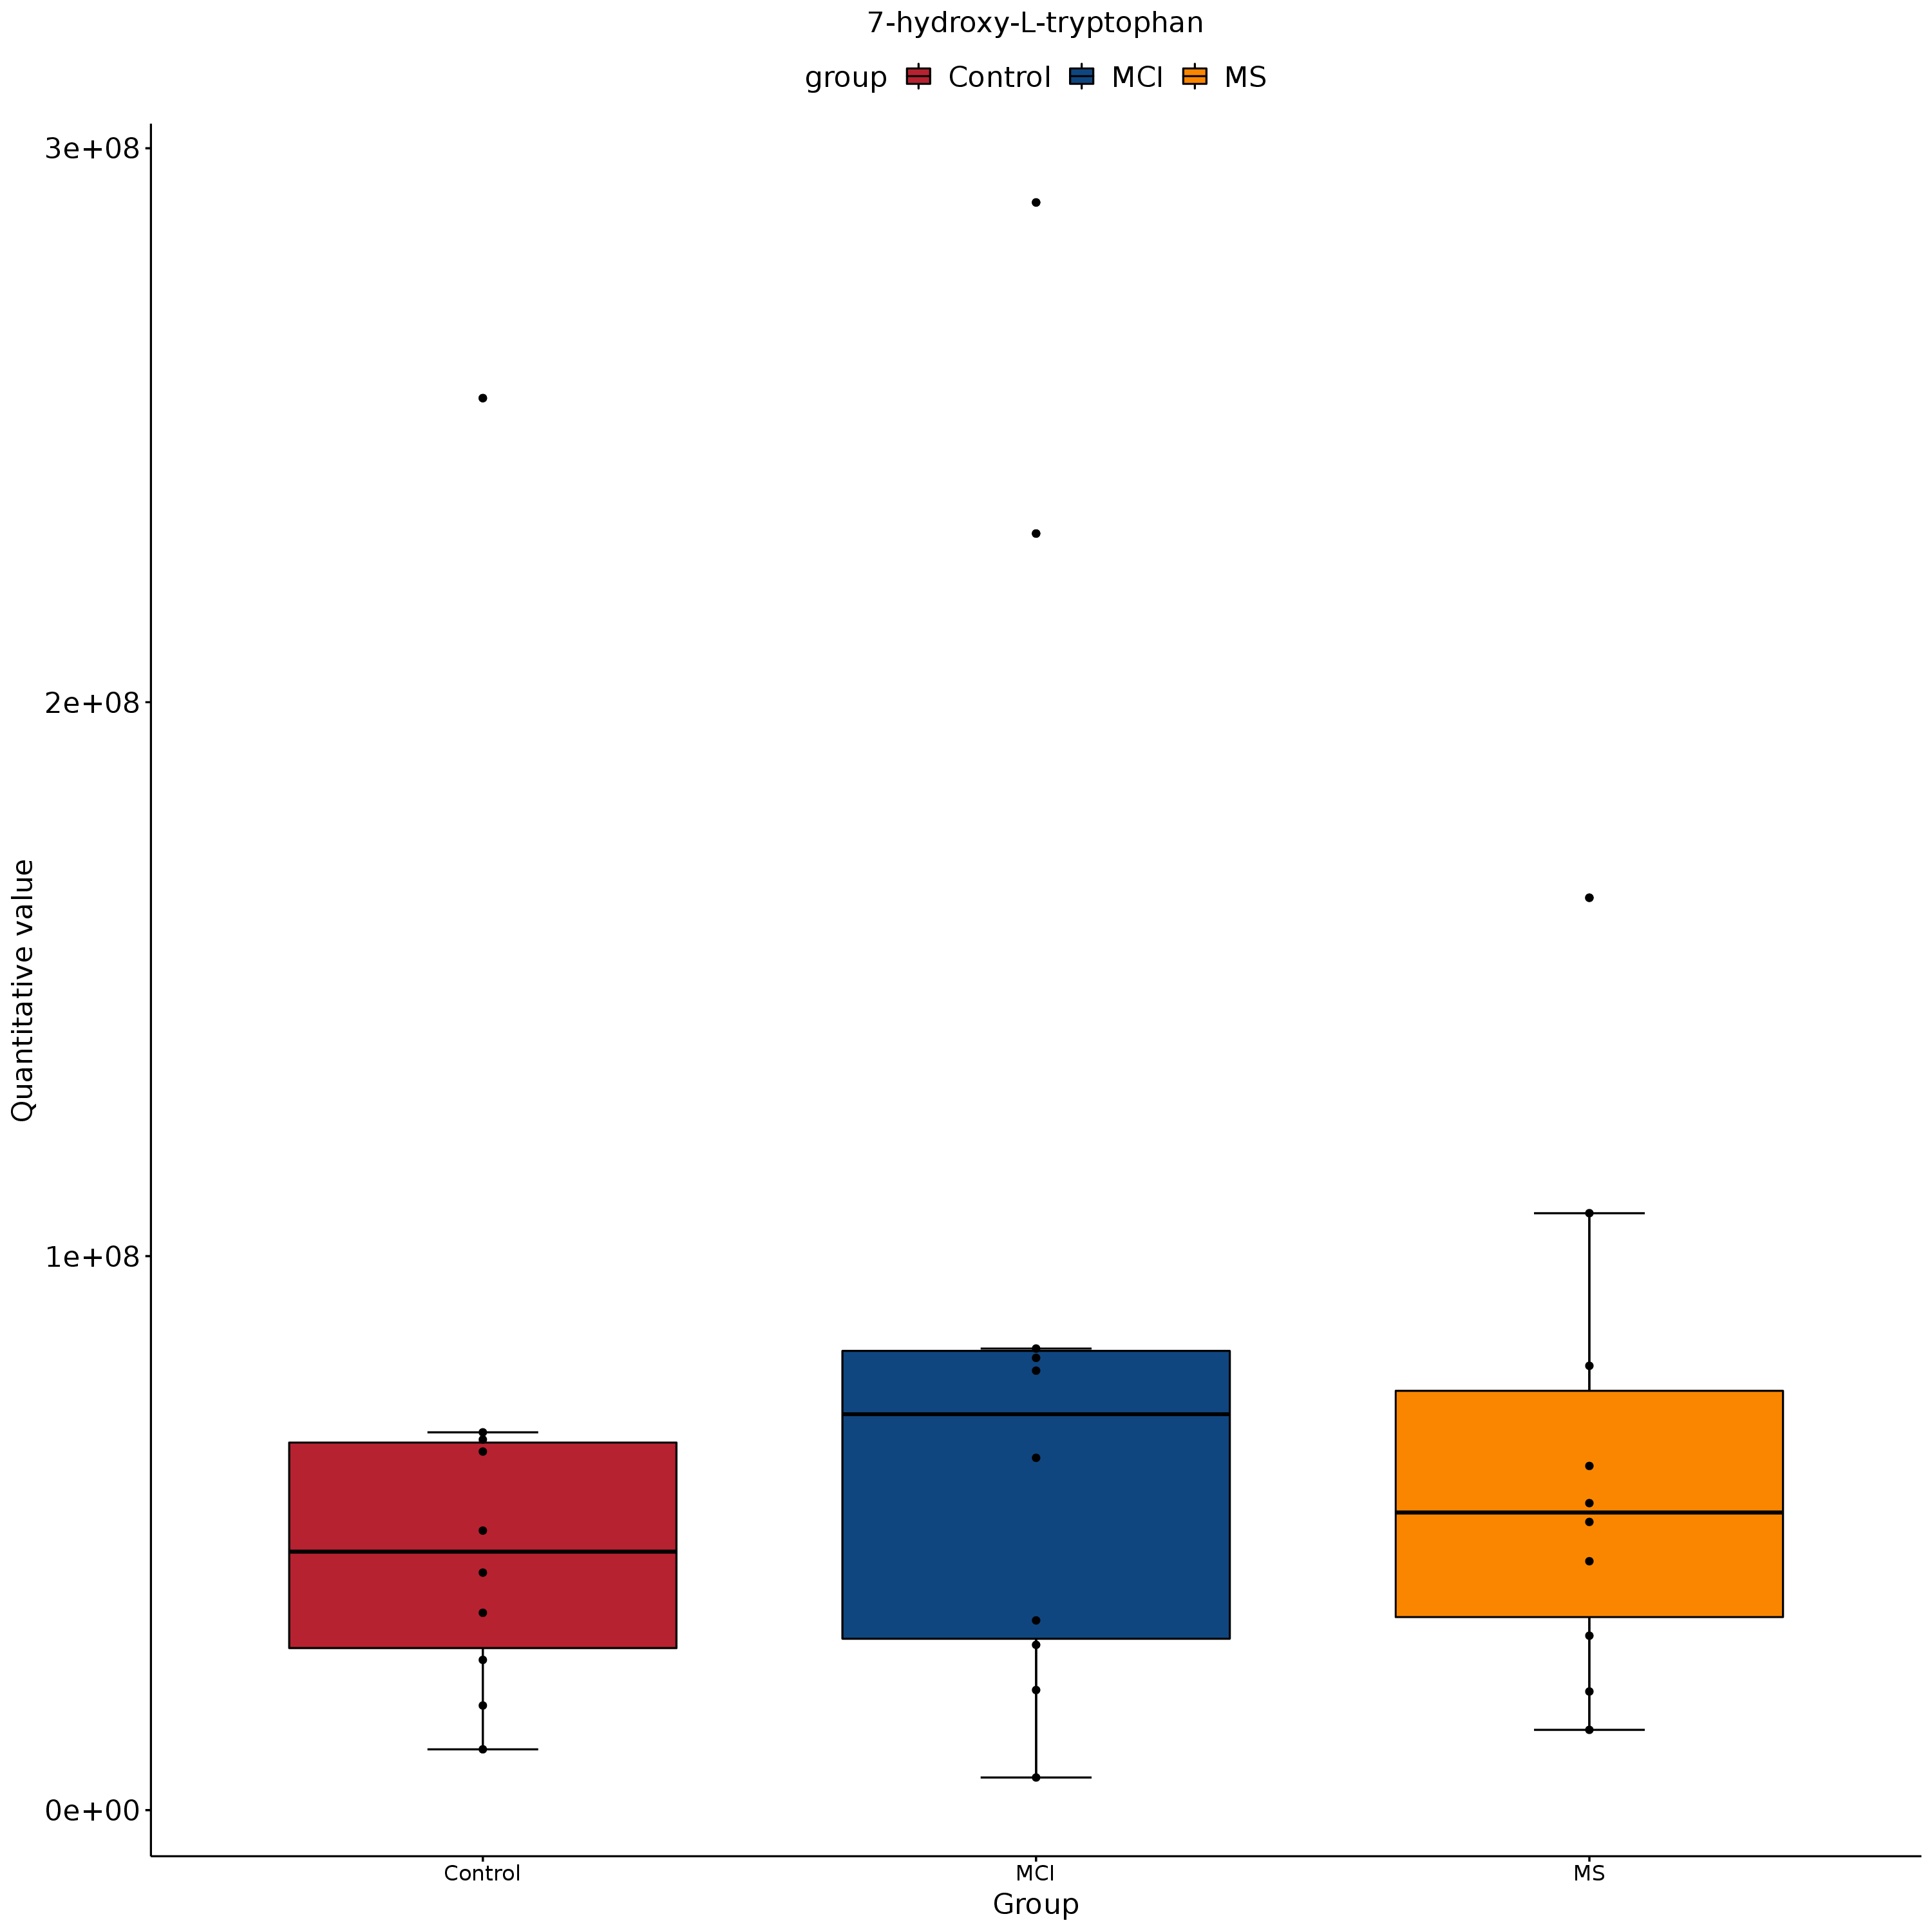 7-hydroxy-L-tryptophan
group Control MCI MS
3e+08
2e+08
1e+08
0e+00
Quantitative value
Control MCI MS
Group